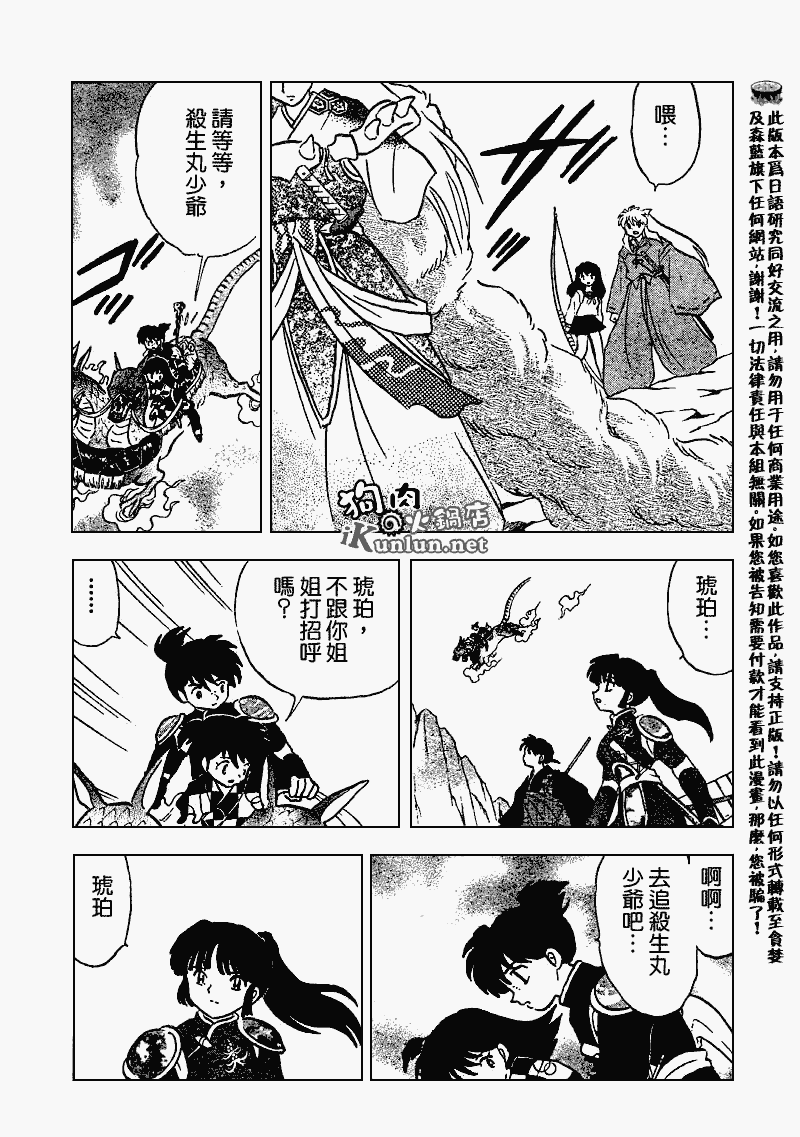 喂…
請等等，
殺生丸少爺
琥珀…
琥珀，
不跟你姐
姐打招呼
嗎？
……
啊啊…
去追殺生丸
少爺吧…
琥珀
狗肉
火鍋店
iKunlun.net
此版本爲日語研究同好交流之用，請勿用于任何商業用途。如您喜歡此作品，請支持正版！請勿以任何形式轉載至貪婪
及森藍旗下任何網站，謝謝！一切法律責任與本組無關。如果您被告知需要付款才能看到此漫畫，那麼，您被騙了！